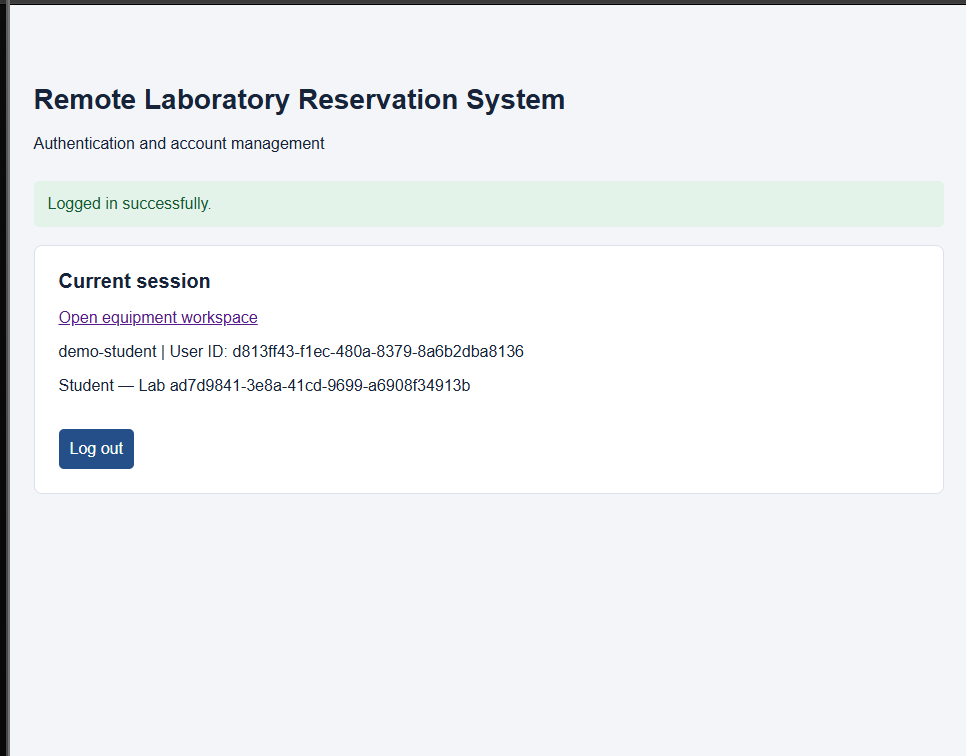 Remote Laboratory Reservation System
Authentication and account management
Logged in successfully.
Current session
Open equipment workspace
demo-student | User ID: d813ff43-f1ec-480a-8379-8a6b2dba8136
Student — Lab ad7d9841-3e8a-41cd-9699-a6908f34913b
Log out